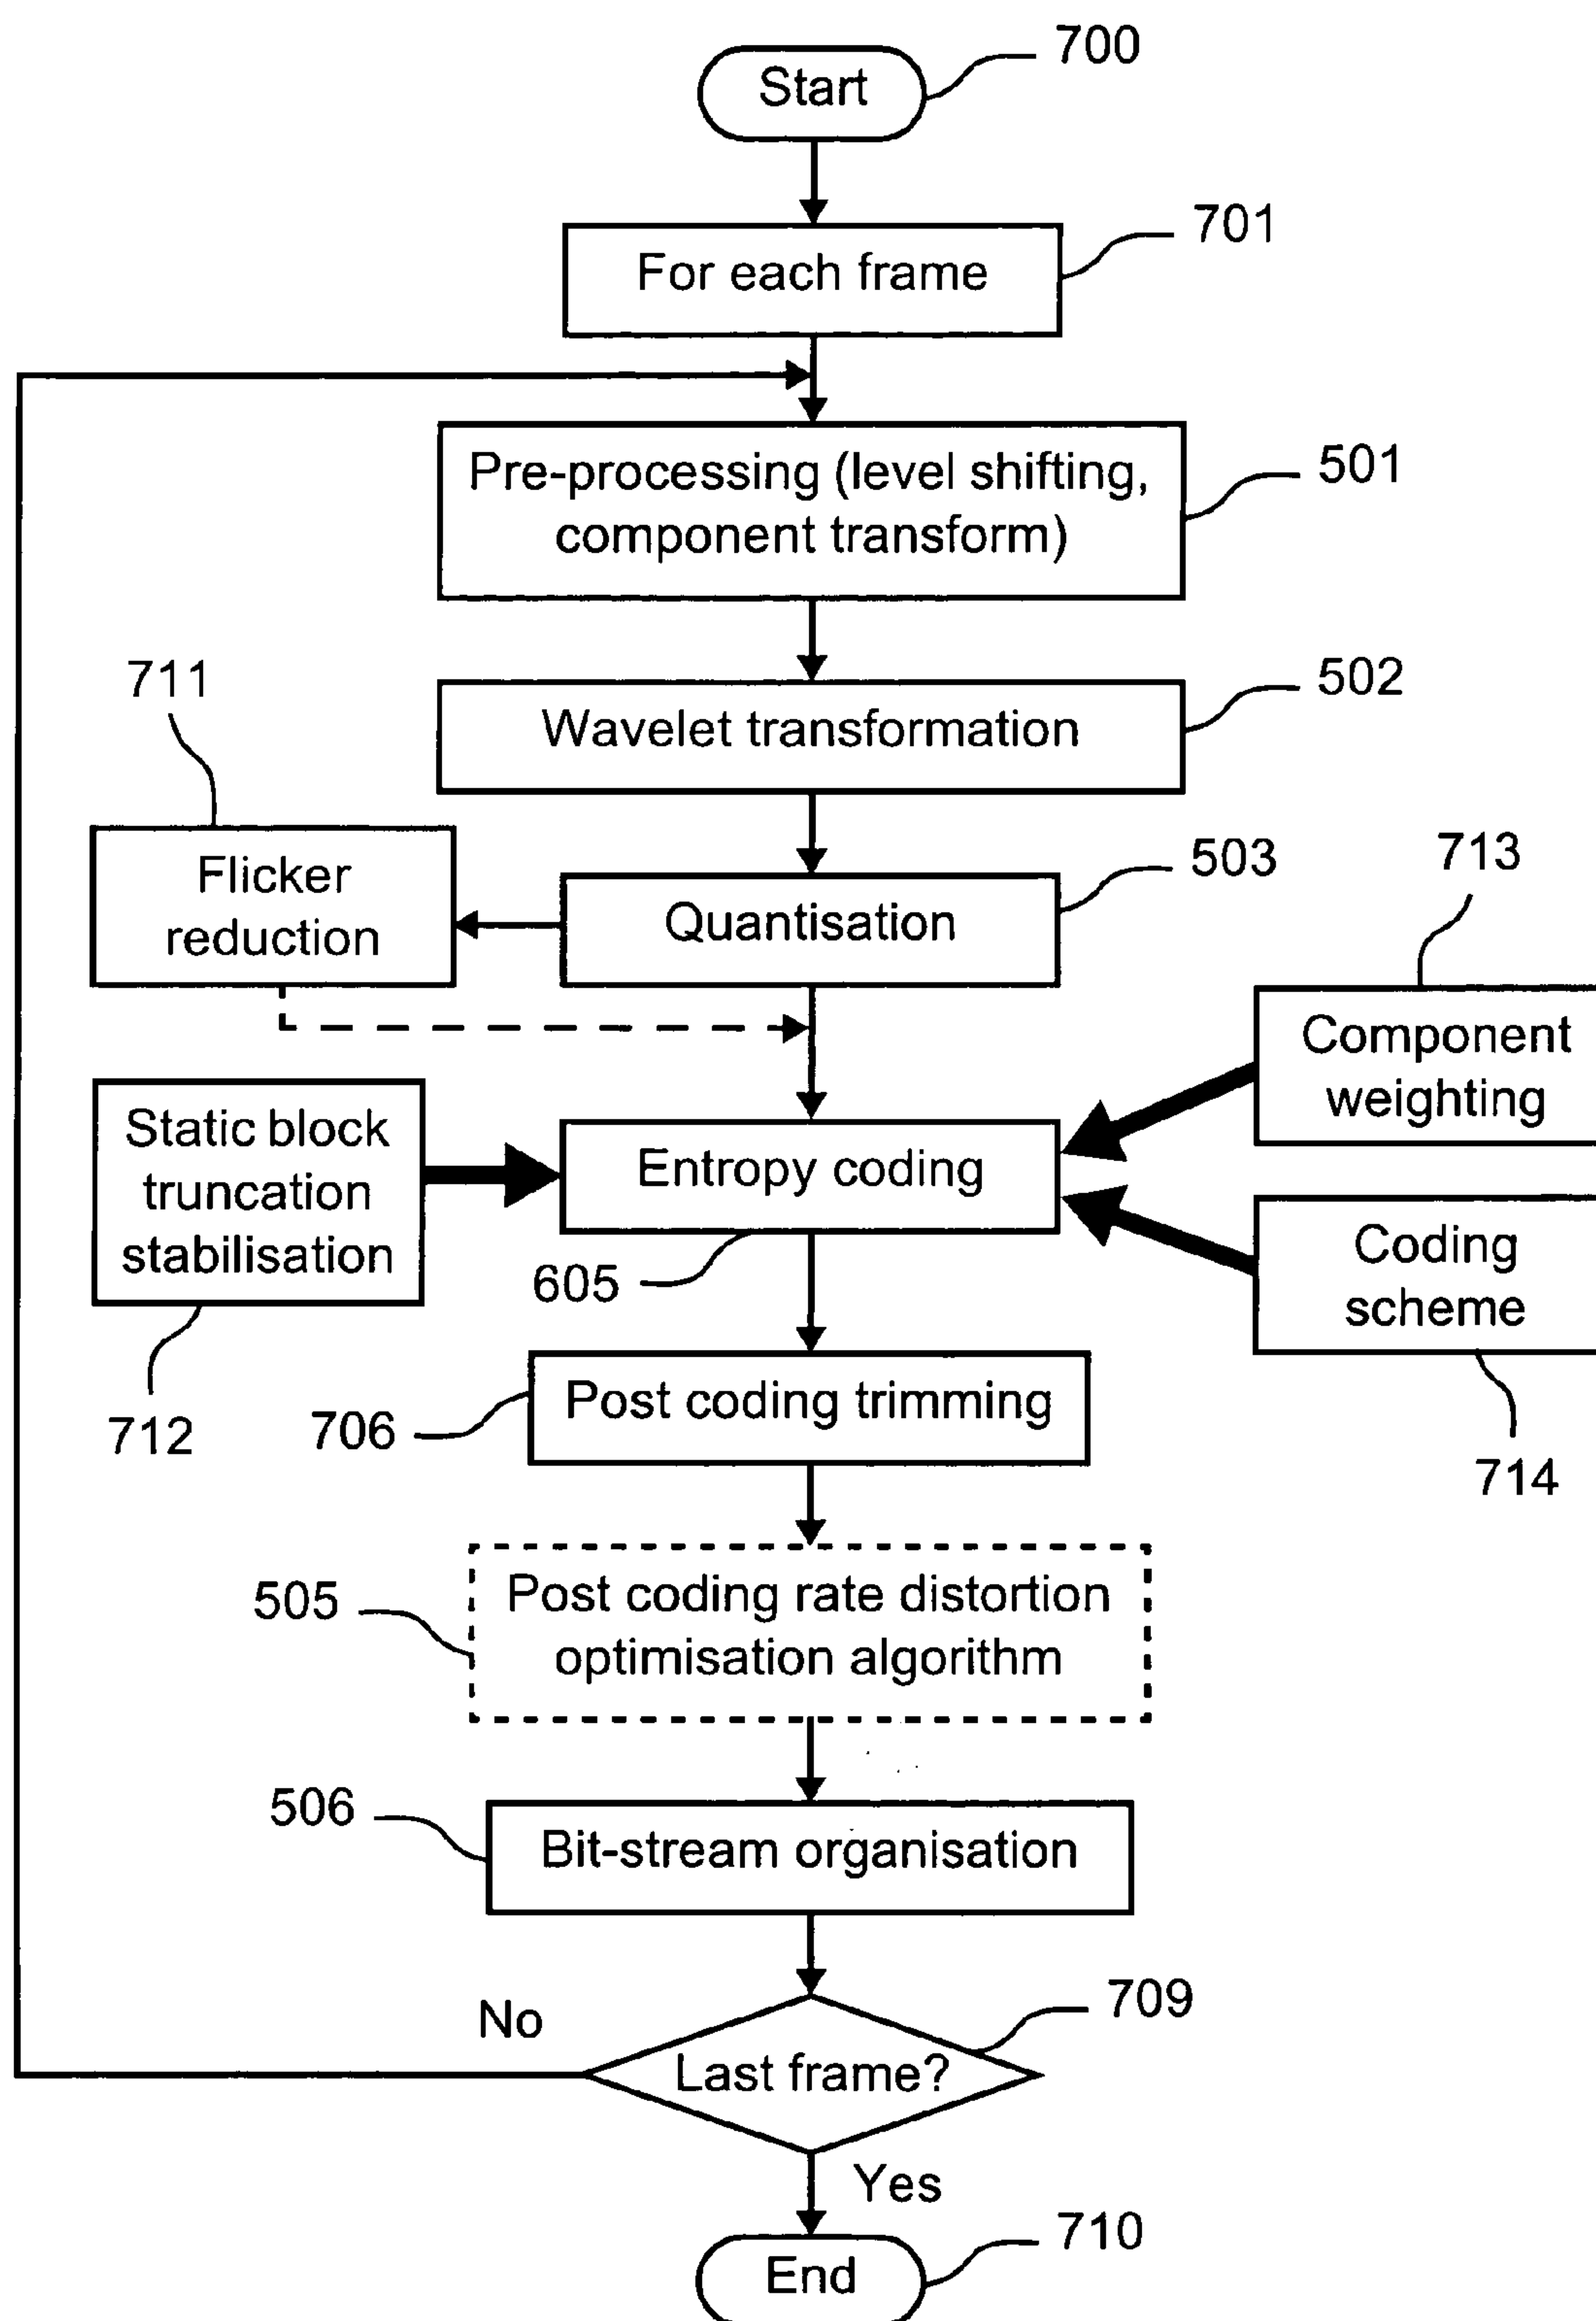 Start
700
For each frame
701
Pre-processing (level shifting,
component transform)
501
Wavelet transformation
502
711
Flicker
reduction
Quantisation
503
713
Component
weighting
Static block
truncation
stabilisation
712
Entropy coding
605
Coding
scheme
714
Post coding trimming
706
Post coding rate distortion
optimisation algorithm
505
Bit-stream organisation
506
Last frame?
709
No
Yes
End
710